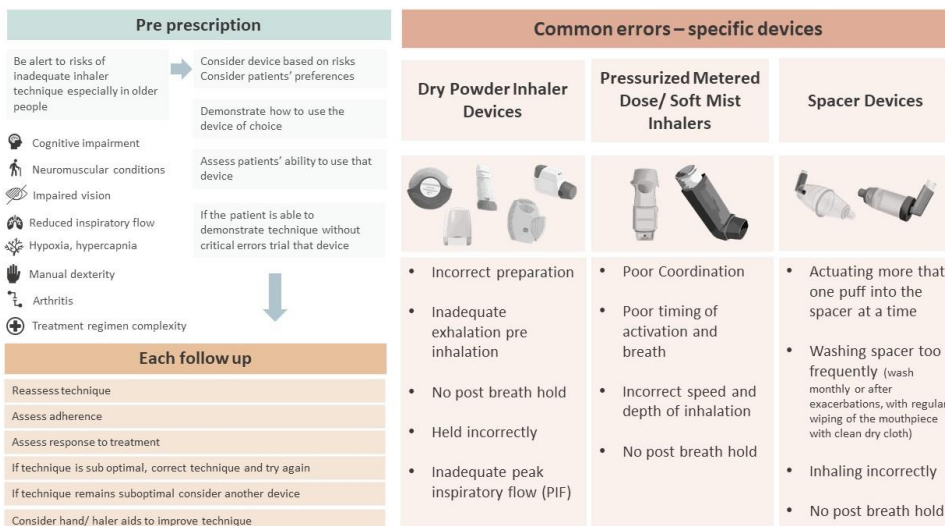 Pre prescription
Be alert to risks of
inadequate inhaler
technique especially in older
people
Cognitive impairment
Neuromuscular conditions
Impaired vision
Reduced inspiratory flow
Hypoxia, hypercapnia
Manual dexterity
Arthritis
Treatment regimen complexity
Consider device based on risks
Consider patients' preferences
Demonstrate how to use the
device of choice
Assess patients' ability to use that
device
If the patient is able to
demonstrate technique without
critical errors trial that device
Each follow up
Reassess technique
Assess adherence
Assess response to treatment
If technique is sub optimal, correct technique and try again
If technique remains suboptimal consider another device
Consider hand/ haler aids to improve technique
Common errors – specific devices
Dry Powder Inhaler
Devices
• Incorrect preparation
• Inadequate
exhalation pre
inhalation
• No post breath hold
• Held incorrectly
• Inadequate peak
inspiratory flow (PIF)
Pressurized Metered
Dose/ Soft Mist
Inhalers
• Poor Coordination
• Poor timing of
activation and
breath
• Incorrect speed and
depth of inhalation
• No post breath hold
Spacer Devices
• Actuating more that
one puff into the
spacer at a time
• Washing spacer too
frequently (wash
monthly or after
exacerbations, with regular
wiping of the mouthpiece
with clean dry cloth)
• Inhaling incorrectly
• No post breath hold